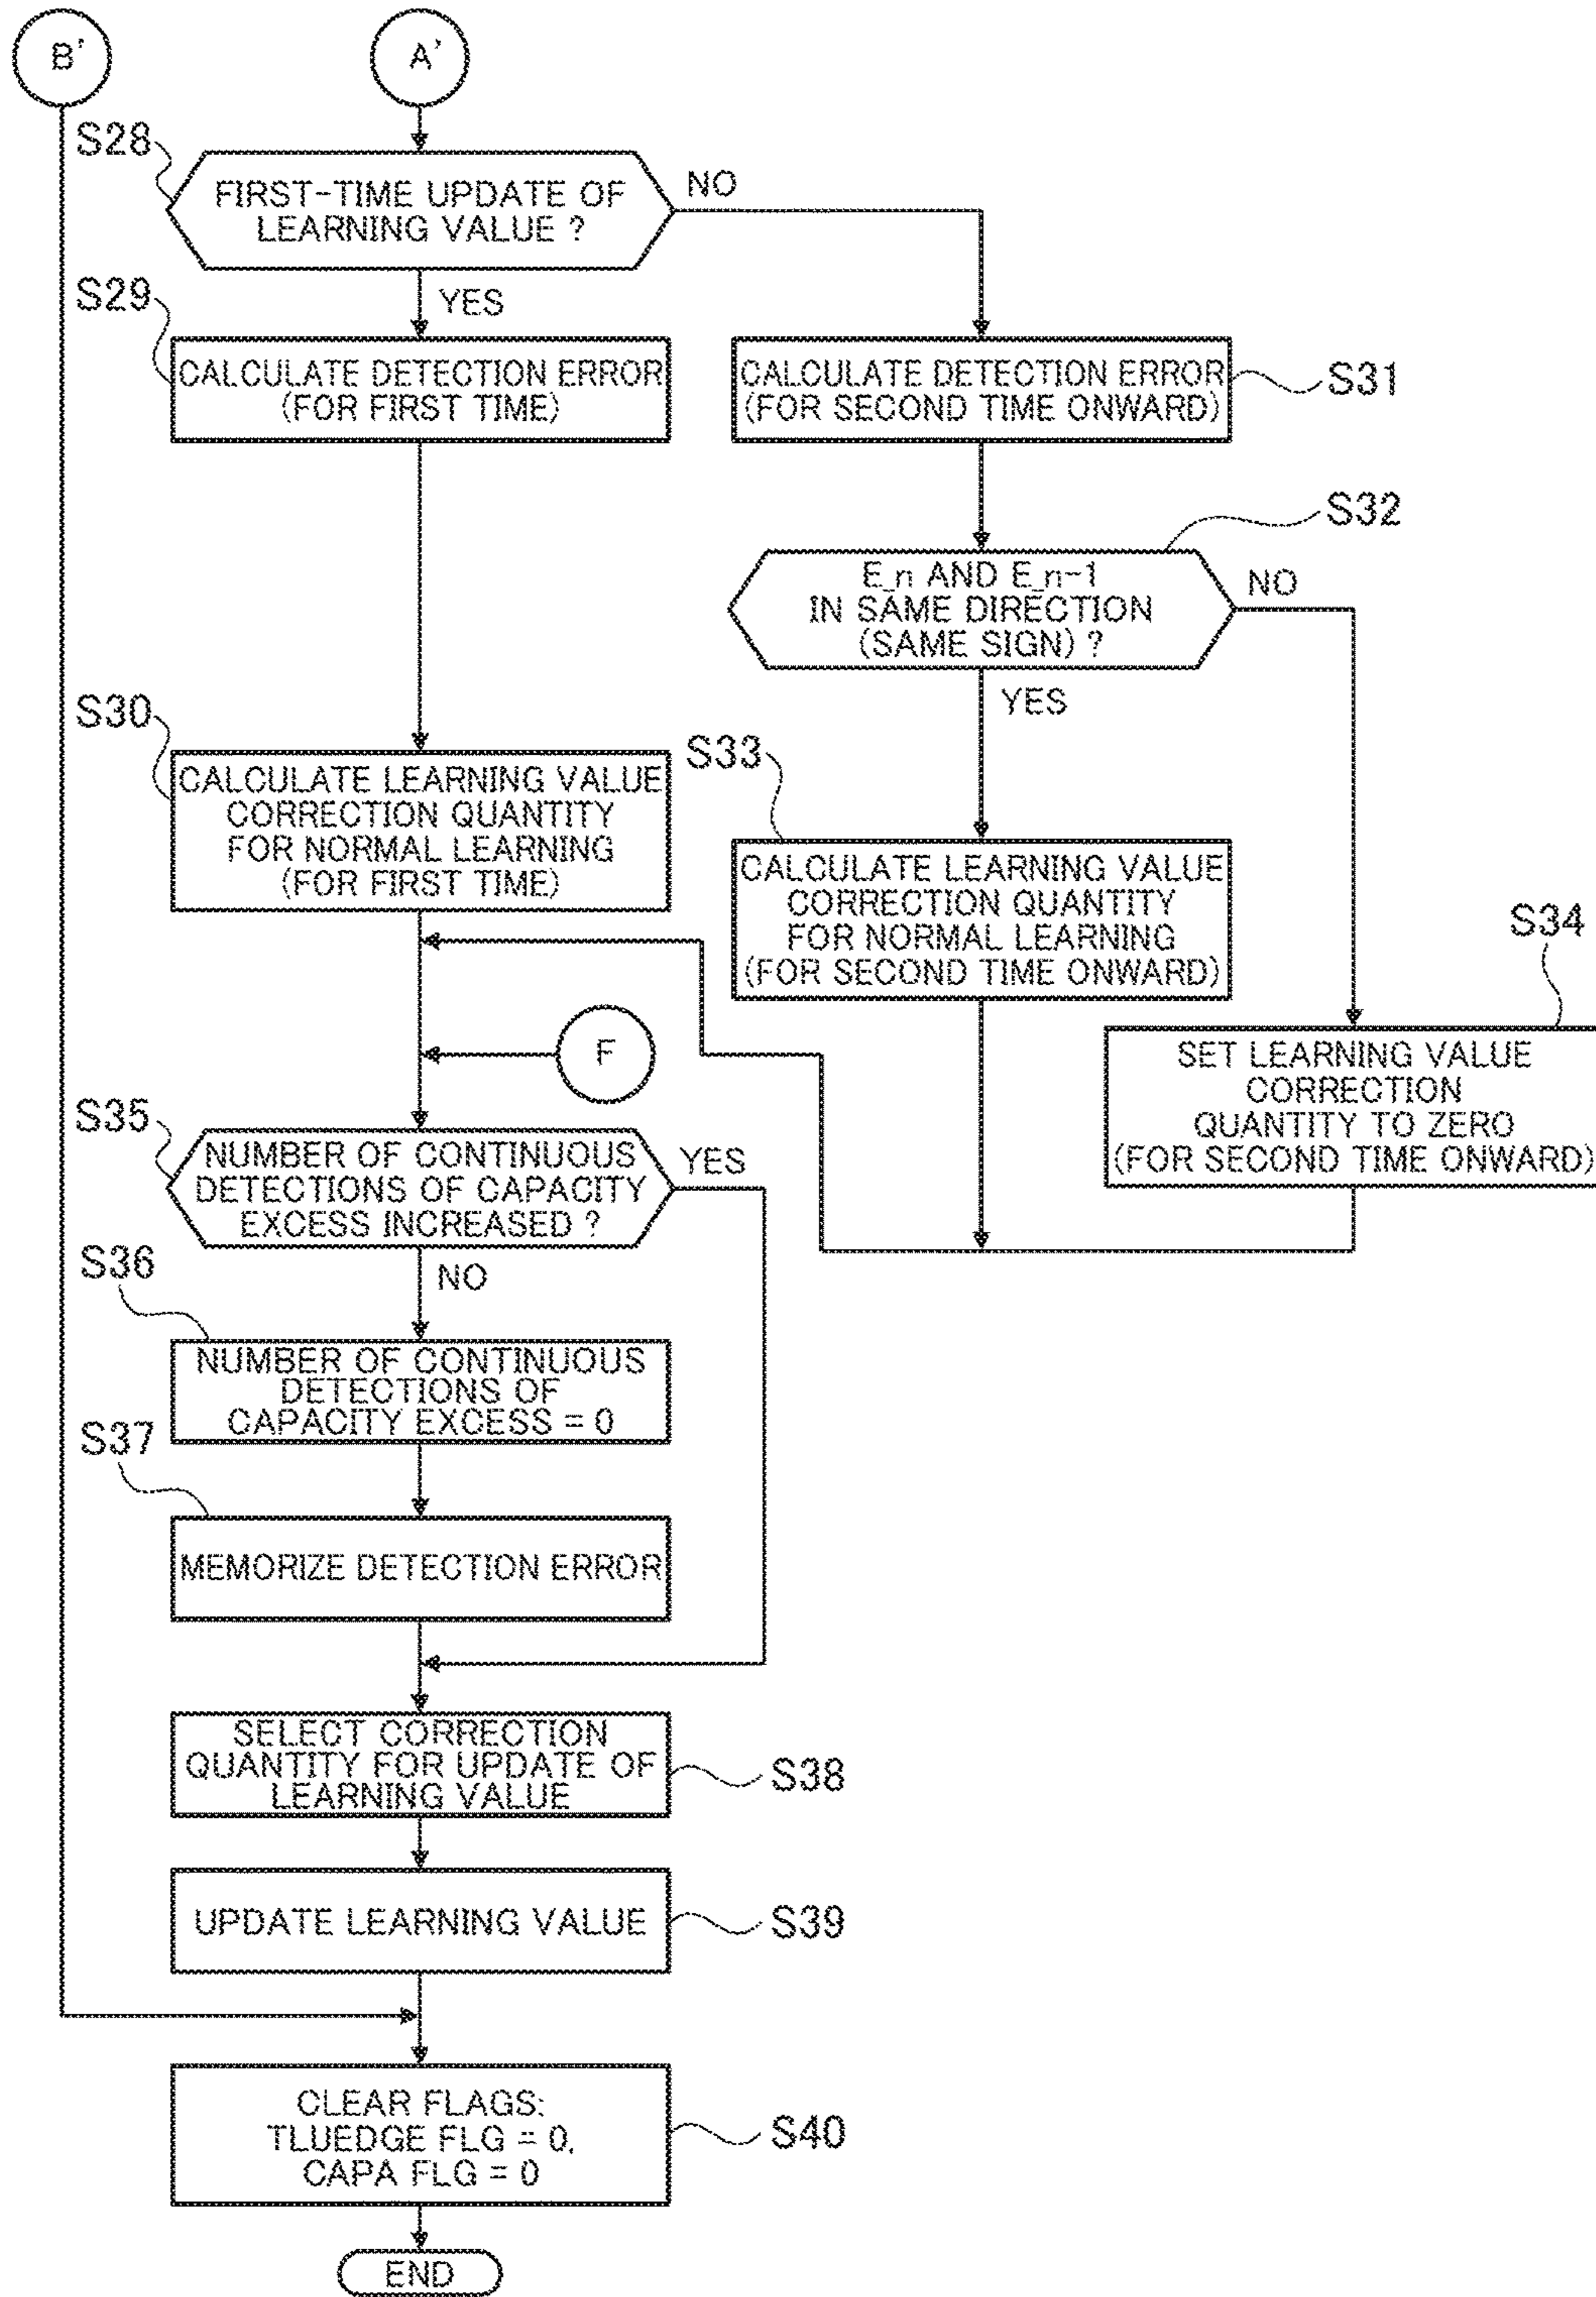 B'
A'
S28
FIRST-TIME UPDATE OF
LEARNING VALUE ?
NO
YES
S29
CALCULATE DETECTION ERROR
(FOR FIRST TIME)
CALCULATE DETECTION ERROR
(FOR SECOND TIME ONWARD)
S31
S32
E_n AND E_n-1
IN SAME DIRECTION
(SAME SIGN) ?
NO
YES
S30
CALCULATE LEARNING VALUE
CORRECTION QUANTITY
FOR NORMAL LEARNING
(FOR FIRST TIME)
S33
CALCULATE LEARNING VALUE
CORRECTION QUANTITY
FOR NORMAL LEARNING
(FOR SECOND TIME ONWARD)
S34
SET LEARNING VALUE
CORRECTION
QUANTITY TO ZERO
(FOR SECOND TIME ONWARD)
F
S35
NUMBER OF CONTINUOUS
DETECTIONS OF CAPACITY
EXCESS INCREASED ?
YES
NO
S36
NUMBER OF CONTINUOUS
DETECTIONS OF
CAPACITY EXCESS = 0
S37
MEMORIZE DETECTION ERROR
SELECT CORRECTION
QUANTITY FOR UPDATE OF
LEARNING VALUE
S38
UPDATE LEARNING VALUE
S39
CLEAR FLAGS:
TLUEDGE FLG = 0,
CAPA FLG = 0
S40
END